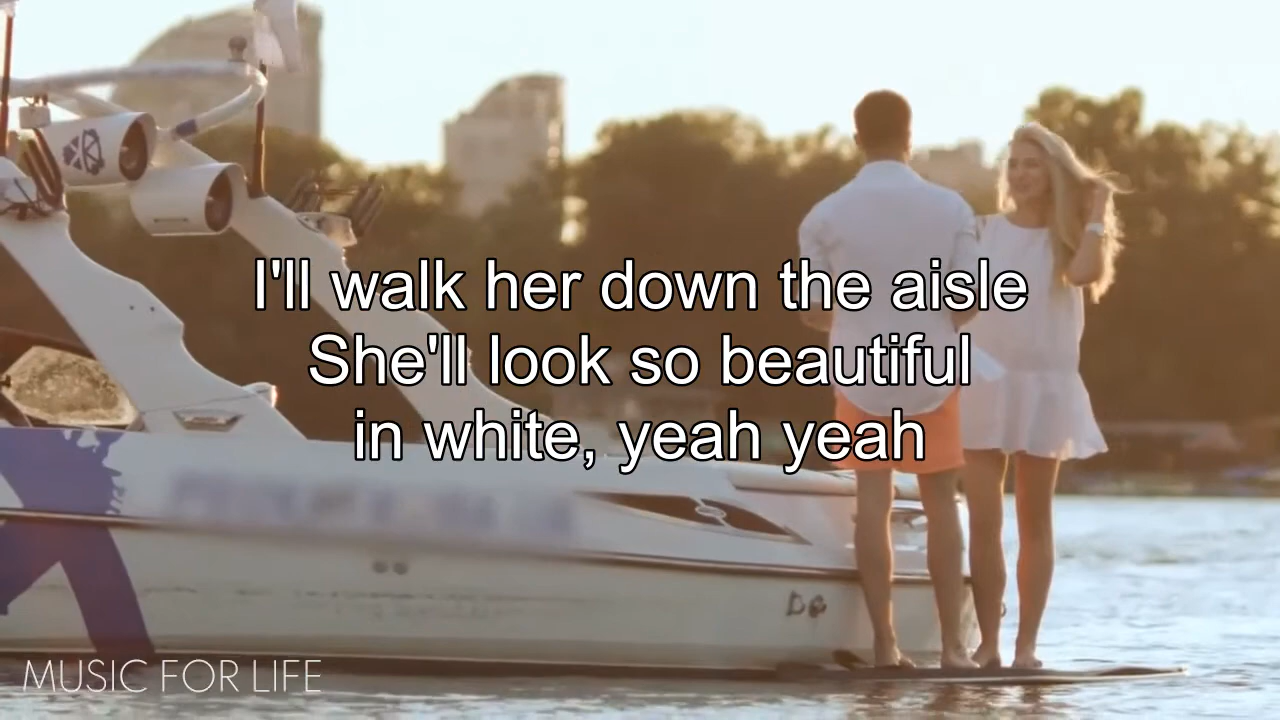 I'll walk her down the aisle
She'll look so beautiful
in white, yeah yeah
MUSIC FOR LIFE